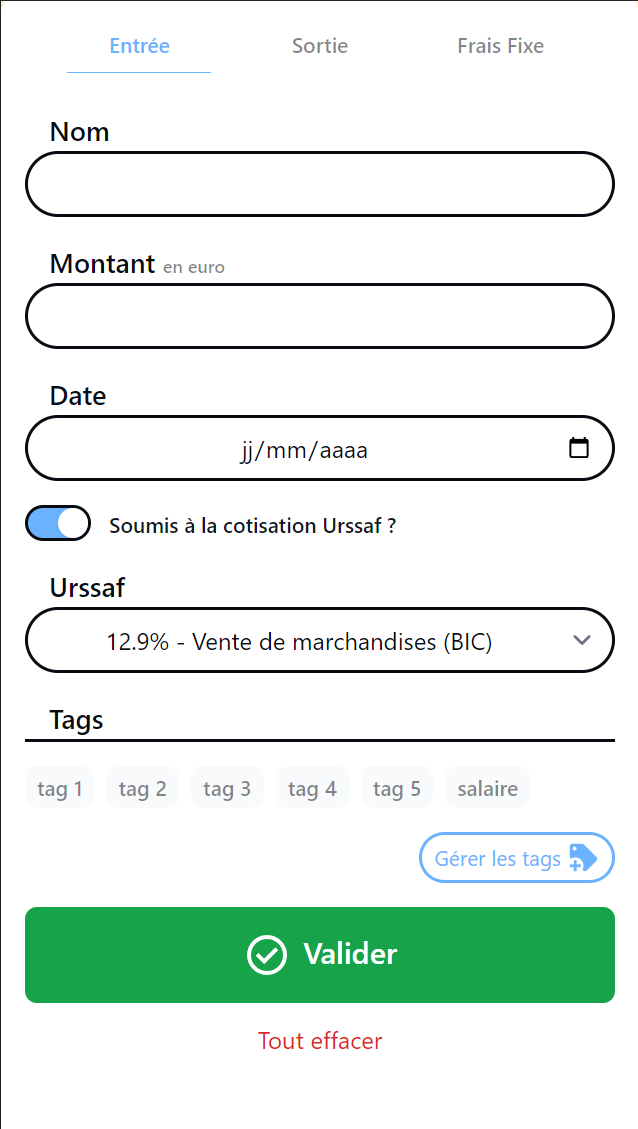 Entrée Sortie Frais Fixe
Nom
Montant en euro
Date
jj/mm/aaaa
Soumis à la cotisation Urssaf ?
Urssaf
12.9% - Vente de marchandises (BIC)
Tags
tag 1 tag 2 tag 3 tag 4 tag 5 salaire
Gérer les tags
Valider
Tout effacer